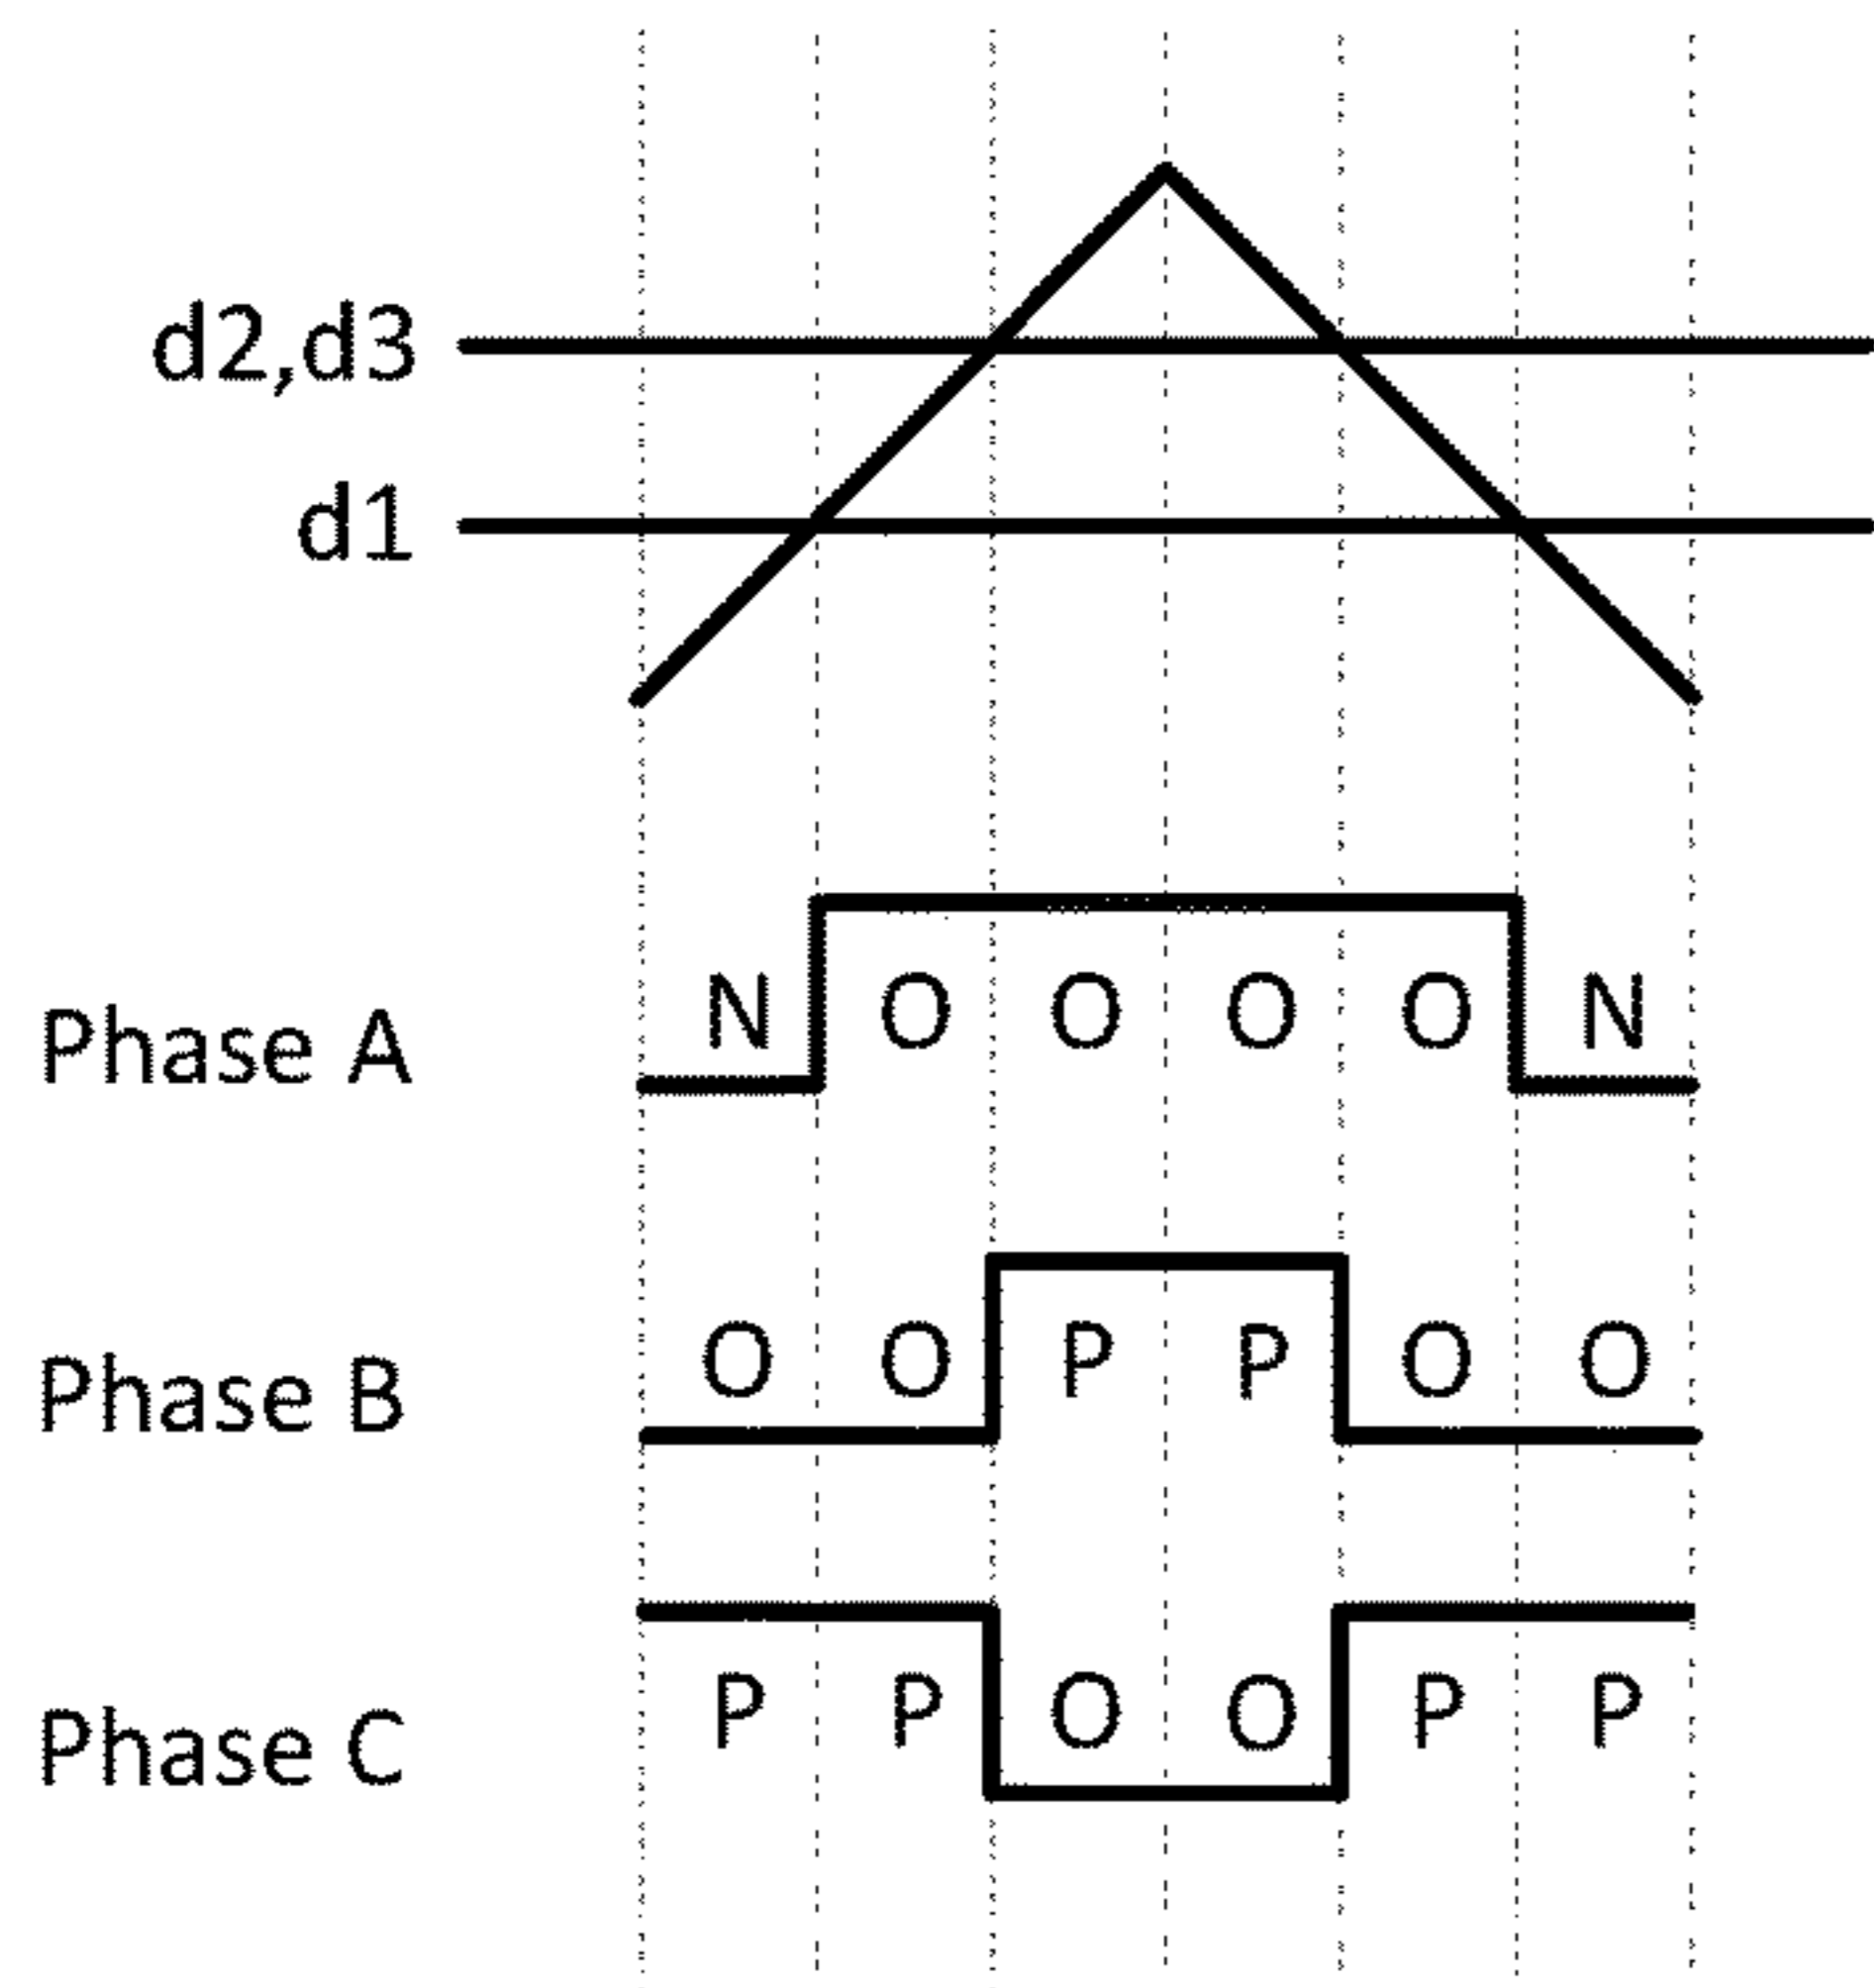 d2,d3
d1
Phase A N O O O O N
Phase B O O P P O O
Phase C P P O O P P